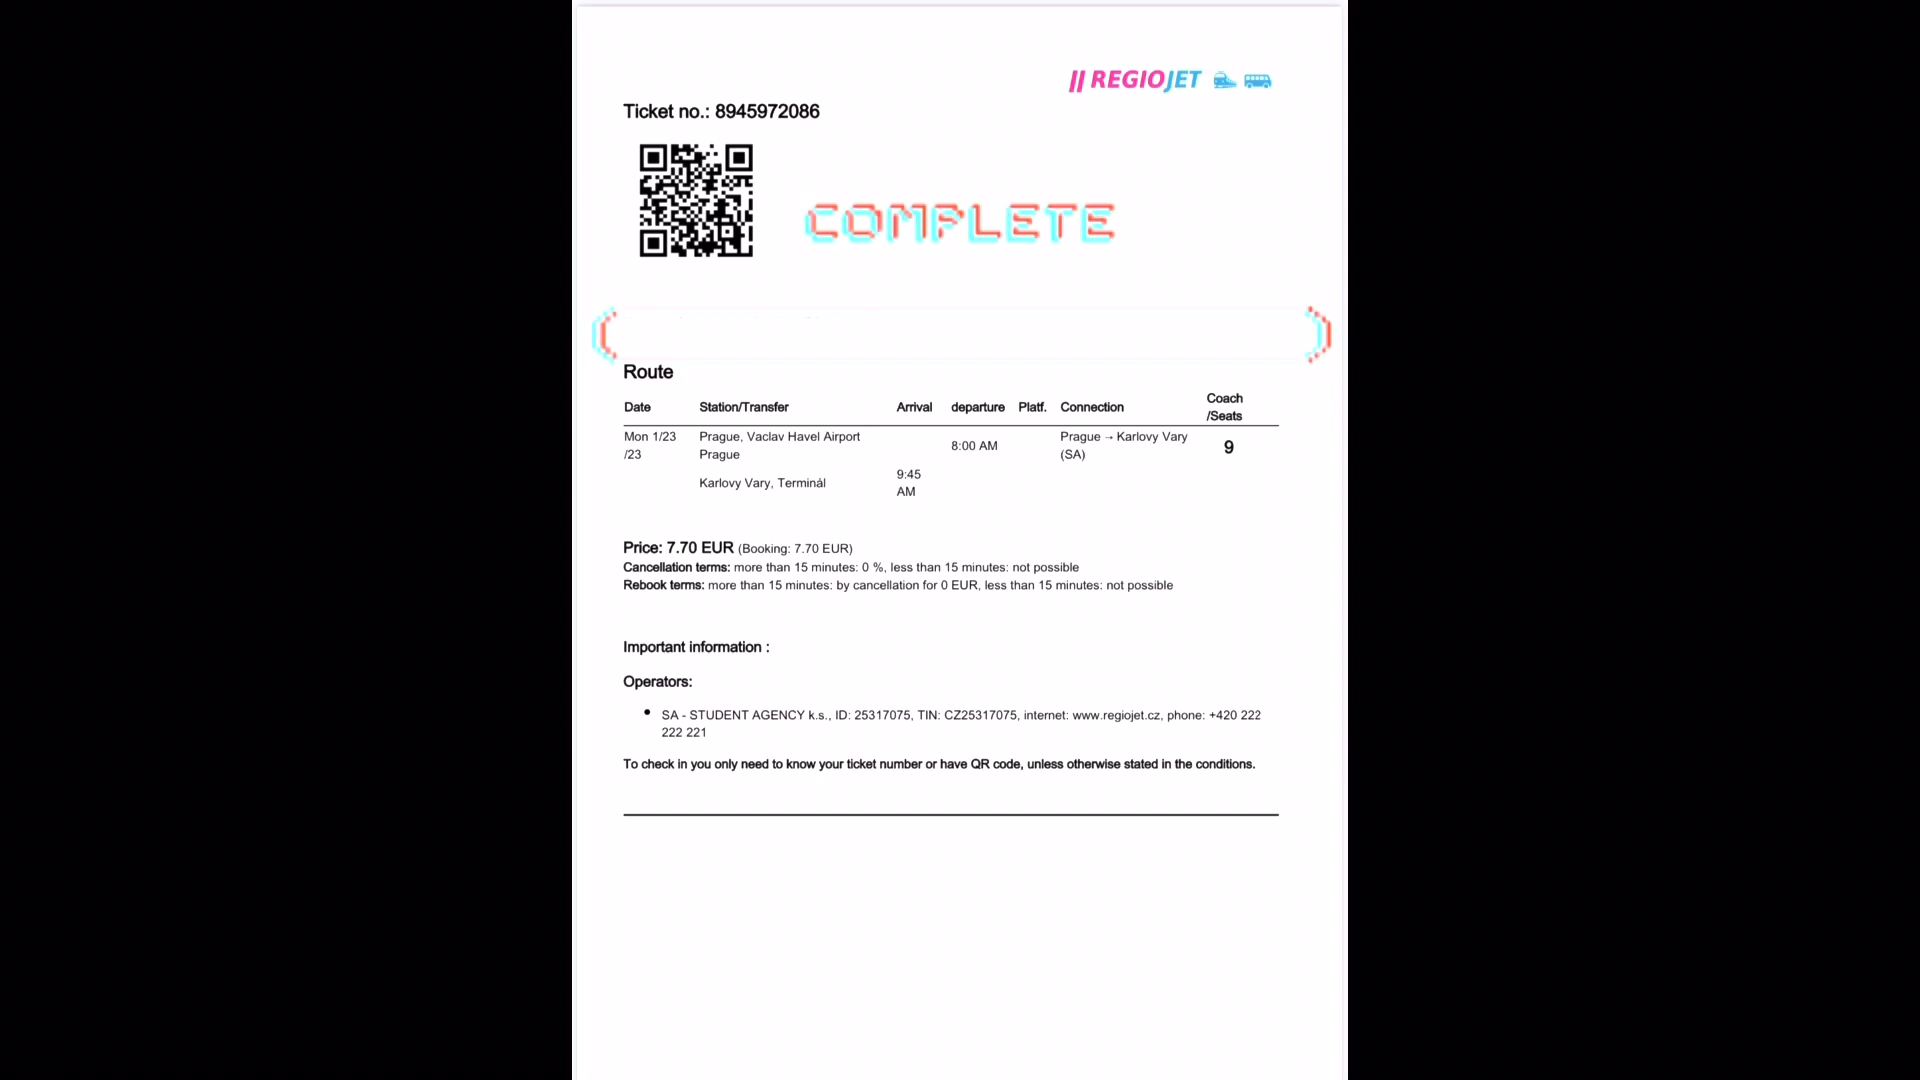 REGIOJET
Ticket no.: 8945972086
COMPLETE
Route
Date Station/Transfer Arrival departure Platf. Connection Coach
/Seats
Mon 1/23 Prague, Vaclav Havel Airport 8:00 AM Prague → Karlovy Vary 9
/23 Prague (SA)
Karlovy Vary, Terminál 9:45
AM
Price: 7.70 EUR (Booking: 7.70 EUR)
Cancellation terms: more than 15 minutes: 0 %, less than 15 minutes: not possible
Rebook terms: more than 15 minutes: by cancellation for 0 EUR, less than 15 minutes: not possible
Important information :
Operators:
• SA - STUDENT AGENCY k.s., ID: 25317075, TIN: CZ25317075, internet: www.regiojet.cz, phone: +420 222
222 221
To check in you only need to know your ticket number or have QR code, unless otherwise stated in the conditions.